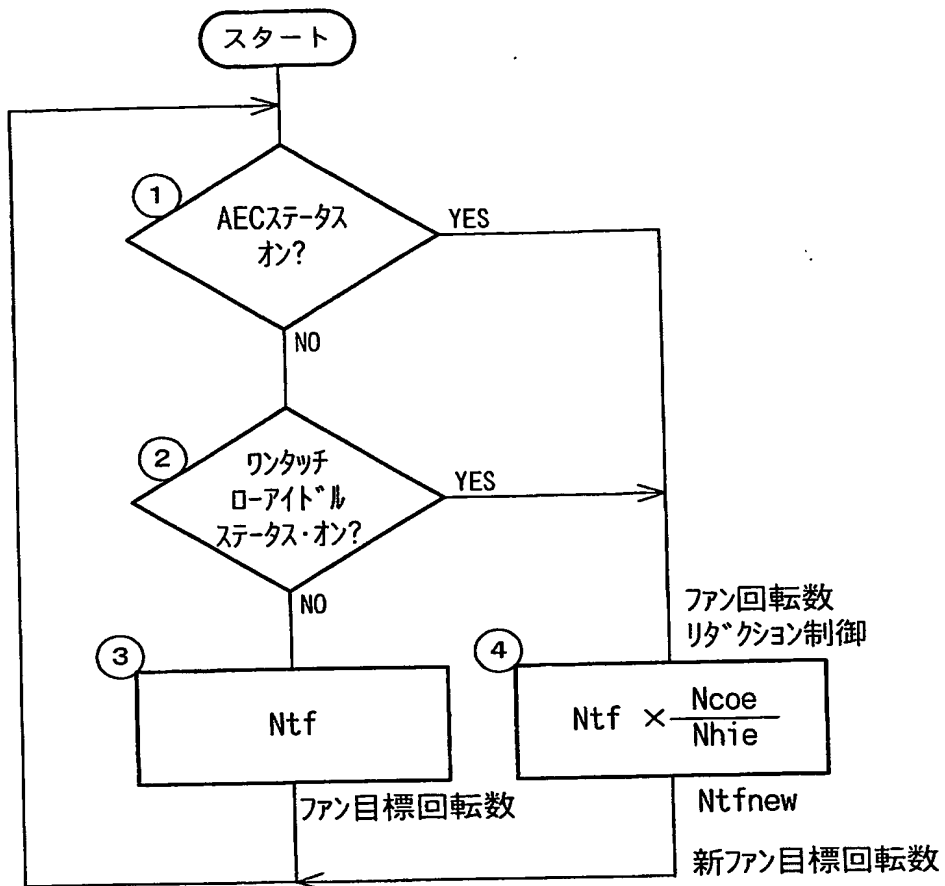 スタート
①
AECステータス
オン?
YES
NO
②
ワンタッチ
ローアイドル
ステータス・オン?
YES
NO
ファン回転数
リダクション制御
③
Ntf
④
Ntf × Ncoe
Nhie
ファン目標回転数
Ntfnew
新ファン目標回転数